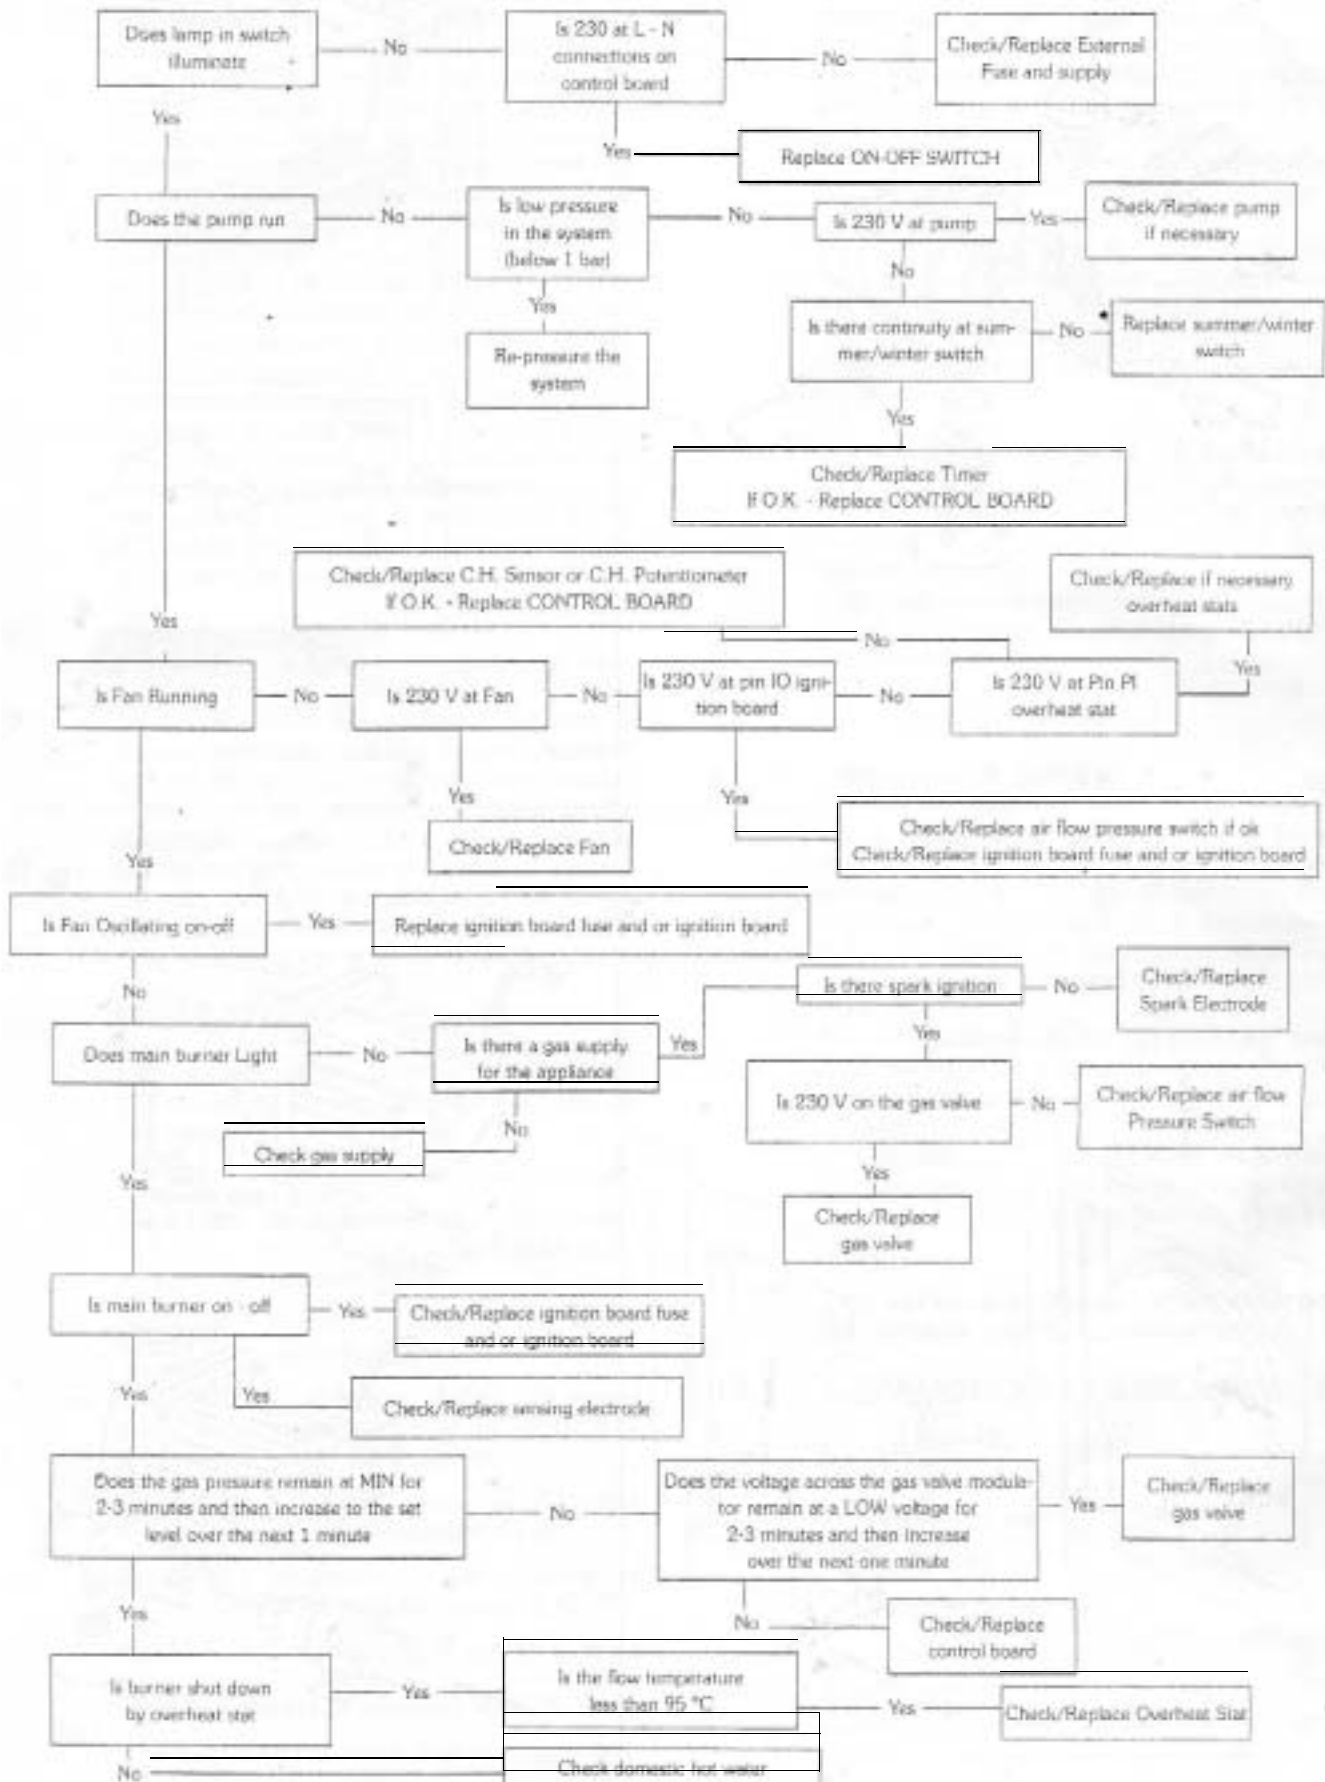 Does lamp in switch
illuminate
No
Is 230 at L - N
connections on
control board
No
Check/Replace External
Fuse and supply
Yes
Yes
Replace ON-OFF SWITCH
Does the pump run
No
Is low pressure
in the system
(below 1 bar)
No
Is 230 V at pump
Yes
Check/Replace pump
if necessary
No
Yes
Is there continuity at sum-
mer/winter switch
No
Replace summer/winter
switch
Re-pressure the
system
Yes
Check/Replace Timer
If O.K. - Replace CONTROL BOARD
Check/Replace C.H. Sensor or C.H. Potentiometer
If O.K. - Replace CONTROL BOARD
Check/Replace if necessary
overheat stats
Yes
No
Yes
Is Fan Running
No
Is 230 V at Fan
No
Is 230 V at pin IO igni-
tion board
No
Is 230 V at Pin PI
overheat stat
Yes
Yes
Check/Replace Fan
Check/Replace air flow pressure switch if ok
Check/Replace ignition board fuse and or ignition board
Yes
Is Fan Oscillating on-off
Yes
Replace ignition board fuse and or ignition board
No
Is there spark ignition
No
Check/Replace
Spark Electrode
Does main burner Light
No
Is there a gas supply
for the appliance
Yes
Yes
Is 230 V on the gas valve
No
Check/Replace air flow
Pressure Switch
No
Check gas supply
Yes
Yes
Check/Replace
gas valve
Is main burner on - off
Yes
Check/Replace ignition board fuse
and or ignition board
Yes
Yes
Check/Replace sensing electrode
Does the gas pressure remain at MIN for
2-3 minutes and then increase to the set
level over the next 1 minute
No
Does the voltage across the gas valve modula-
tor remain at a LOW voltage for
2-3 minutes and then increase
over the next one minute
Yes
Check/Replace
gas valve
Yes
No
Check/Replace
control board
Is burner shut down
by overheat stat
Yes
Is the flow temperature
less than 95 °C
Yes
Check/Replace Overheat Stat
No
Check domestic hot water